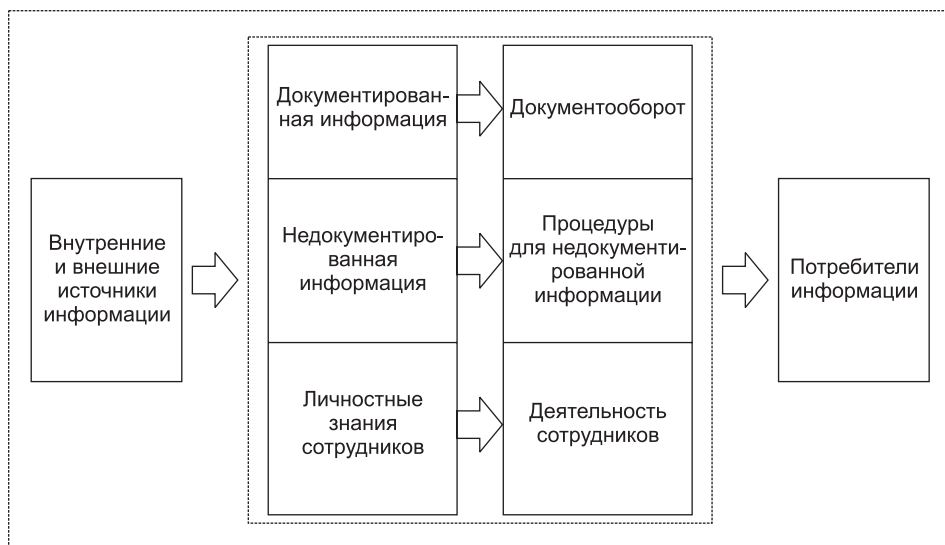 Внутренние
и внешние
источники
информации
Документирован-
ная информация
Документооборот
Недокументиро-
ванная
информация
Процедуры
для недокументи-
рованной
информации
Личностные
знания
сотрудников
Деятельность
сотрудников
Потребители
информации